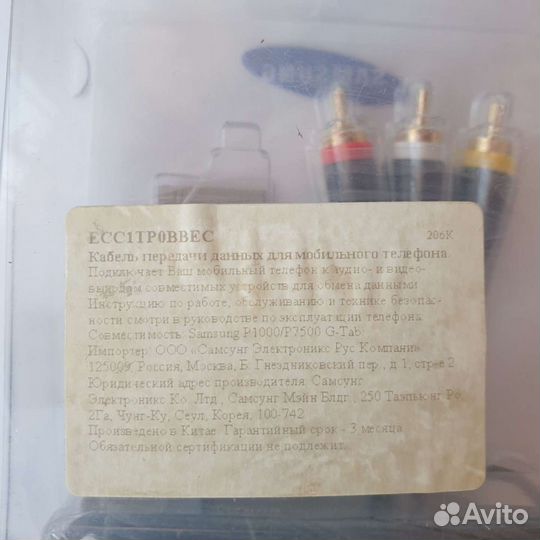 SAMSUNG
ECC1TP0BBEC 206К
Кабель передачи данных для мобильного телефона.
Подключает Ваш мобильный телефон к аудио- и видео-
выходам совместимых устройств для обмена данными
Инструкцию по работе, обслуживанию и технике безопас-
ности смотри в руководстве по эксплуатации телефона.
Совместимость: Samsung P1000/P7500 G-Tab
Импортер: ООО «Самсунг Электроникс Рус Компани»
125009, Россия, Москва, Б. Гнездниковский пер., д.1, стр-е 2
Юридический адрес производителя: Самсунг
Электроникс Ко. Лтд., Самсунг Мэйн Блдг., 250 Таэпьюнг Ро
2Га, Чунг-Ку, Сеул, Корея, 100-742
Произведено в Китае. Гарантийный срок - 3 месяца
Обязательной сертификации не подлежит.
Avito